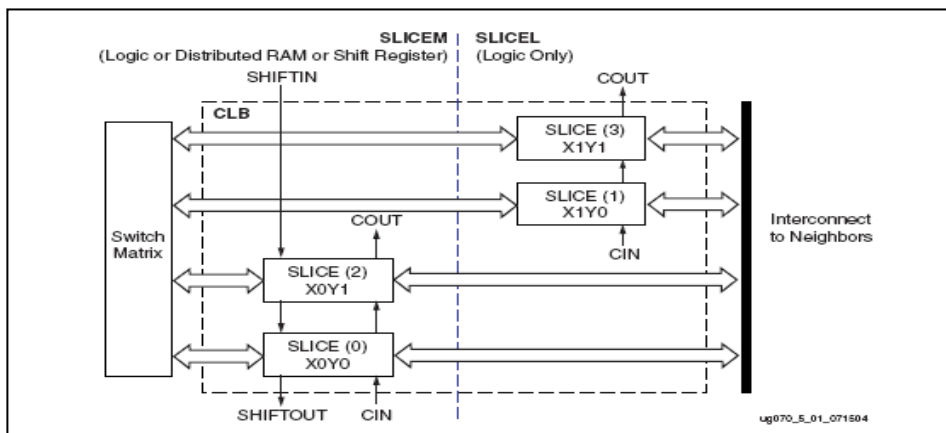 SLICEM
(Logic or Distributed RAM or Shift Register)
SHIFTIN
SLICEL
(Logic Only)
COUT
CLB
SLICE (3)
X1Y1
SLICE (1)
X1Y0
COUT
CIN
Switch
Matrix
Interconnect
to Neighbors
SLICE (2)
X0Y1
SLICE (0)
X0Y0
SHIFTOUT
CIN
ug070_5_01_071504